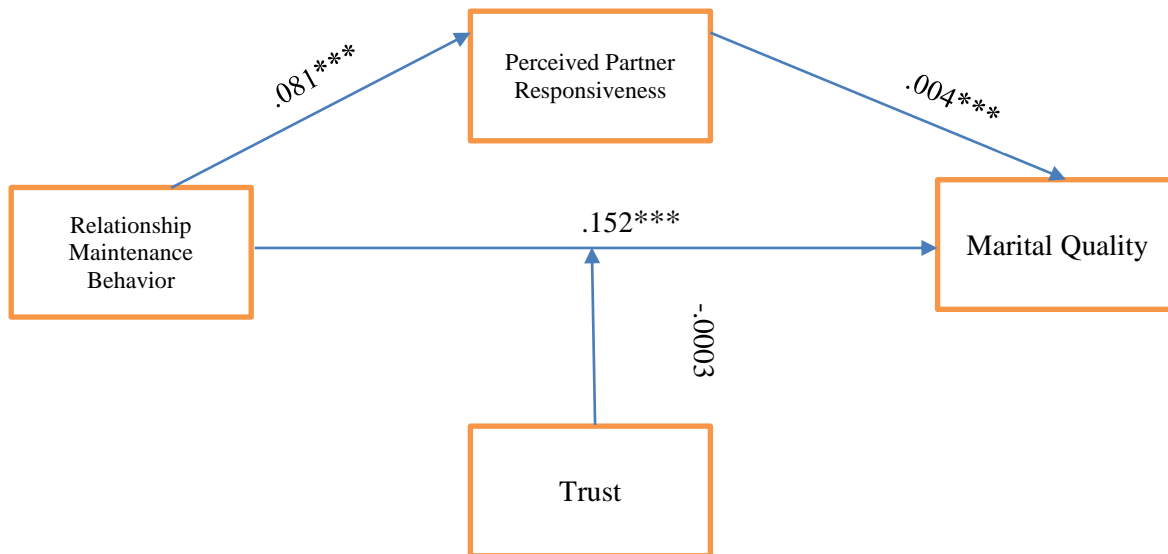 Perceived Partner
Responsiveness
.081***
.004***
Relationship
Maintenance
Behavior
.152***
Marital Quality
-.0003
Trust